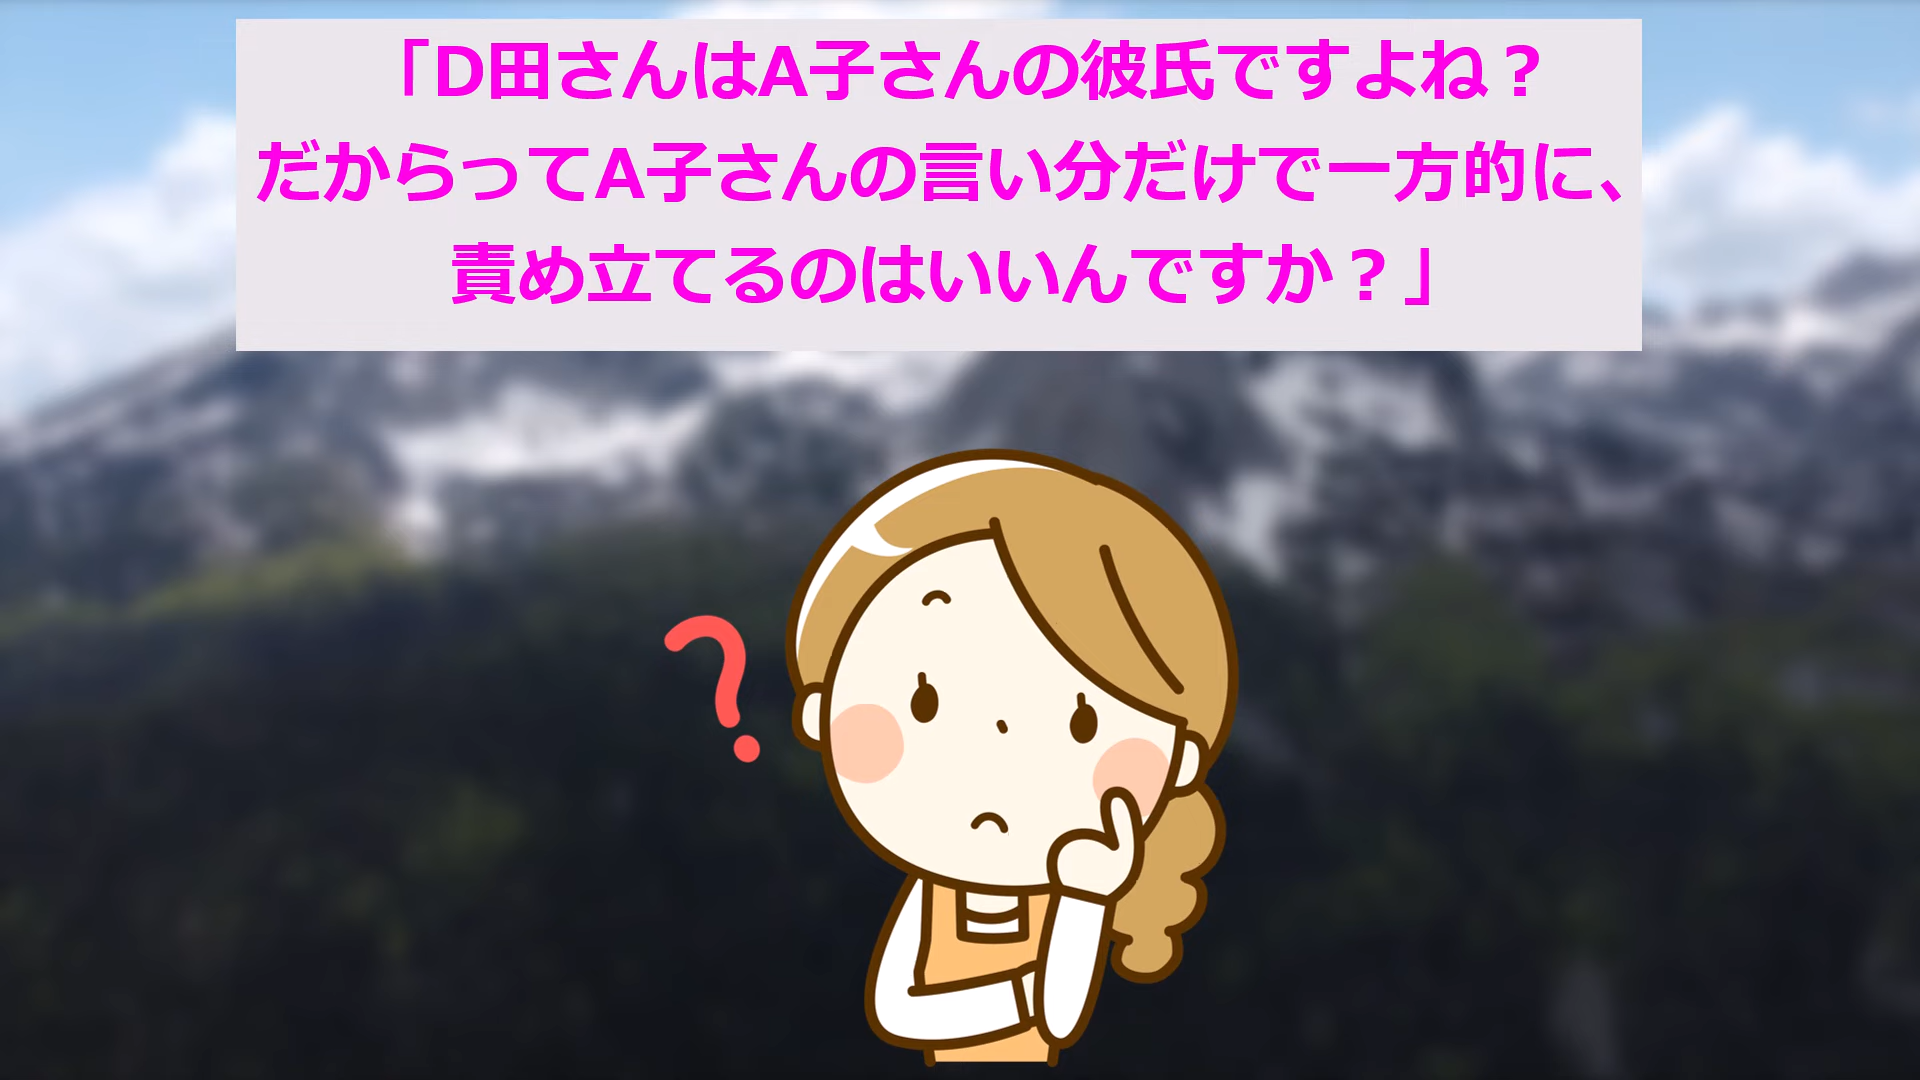 「D田さんはA子さんの彼氏ですよね？
だからってA子さんの言い分だけで一方的に、
責め立てるのはいいんですか？」
?